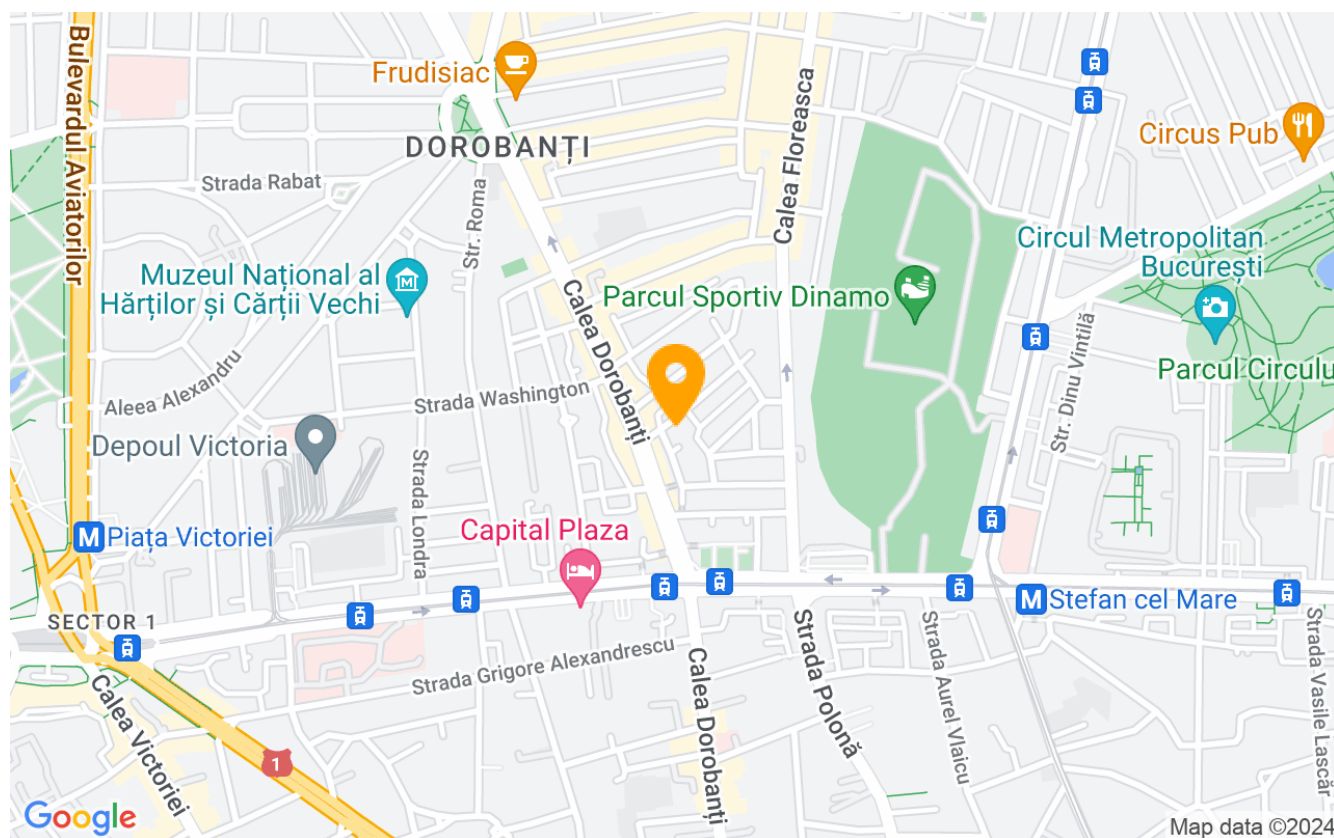 Bulevardul Aviatorilor
Frudisiac
DOROBANȚI
Calea Floreasca
Circus Pub
Strada Rabat
Str. Roma
Muzeul Național al
Hărților și Cărții Vechi
Calea Dorobanți
Parcul Sportiv Dinamo
Circul Metropolitan
București
Str. Dinu Vintilă
Parcul Circulu
Aleea Alexandru
Strada Washington
Depoul Victoria
Strada Londra
M Piața Victoriei
Capital Plaza
M Stefan cel Mare
SECTOR 1
Strada Grigore Alexandrescu
Calea Dorobanți
Strada Polonă
Strada Aurel Vlaicu
Strada Vasile Lascăr
Calea Victoriei
1
Google
Map data ©2024